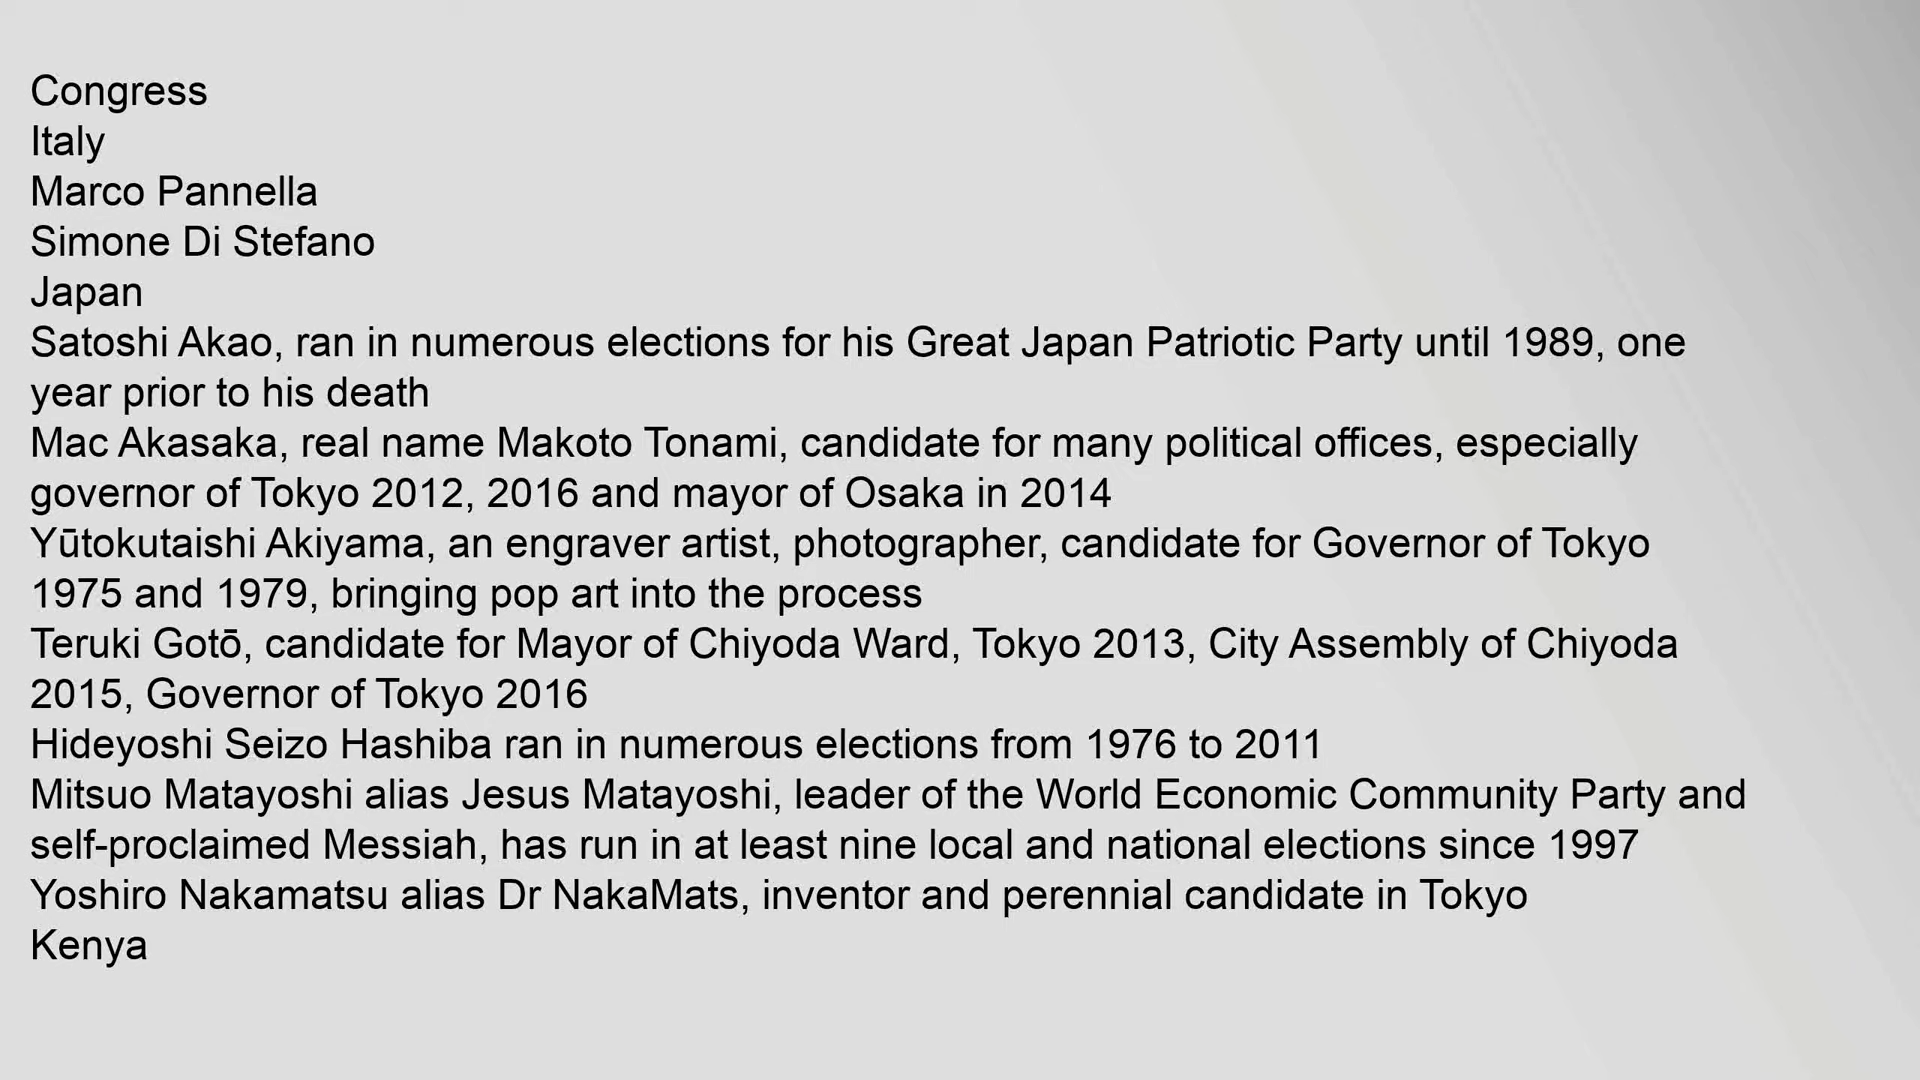 Congress
Italy
Marco Pannella
Simone Di Stefano
Japan
Satoshi Akao, ran in numerous elections for his Great Japan Patriotic Party until 1989, one
year prior to his death
Mac Akasaka, real name Makoto Tonami, candidate for many political offices, especially
governor of Tokyo 2012, 2016 and mayor of Osaka in 2014
Yūtokutaishi Akiyama, an engraver artist, photographer, candidate for Governor of Tokyo
1975 and 1979, bringing pop art into the process
Teruki Gotō, candidate for Mayor of Chiyoda Ward, Tokyo 2013, City Assembly of Chiyoda
2015, Governor of Tokyo 2016
Hideyoshi Seizo Hashiba ran in numerous elections from 1976 to 2011
Mitsuo Matayoshi alias Jesus Matayoshi, leader of the World Economic Community Party and
self-proclaimed Messiah, has run in at least nine local and national elections since 1997
Yoshiro Nakamatsu alias Dr NakaMats, inventor and perennial candidate in Tokyo
Kenya